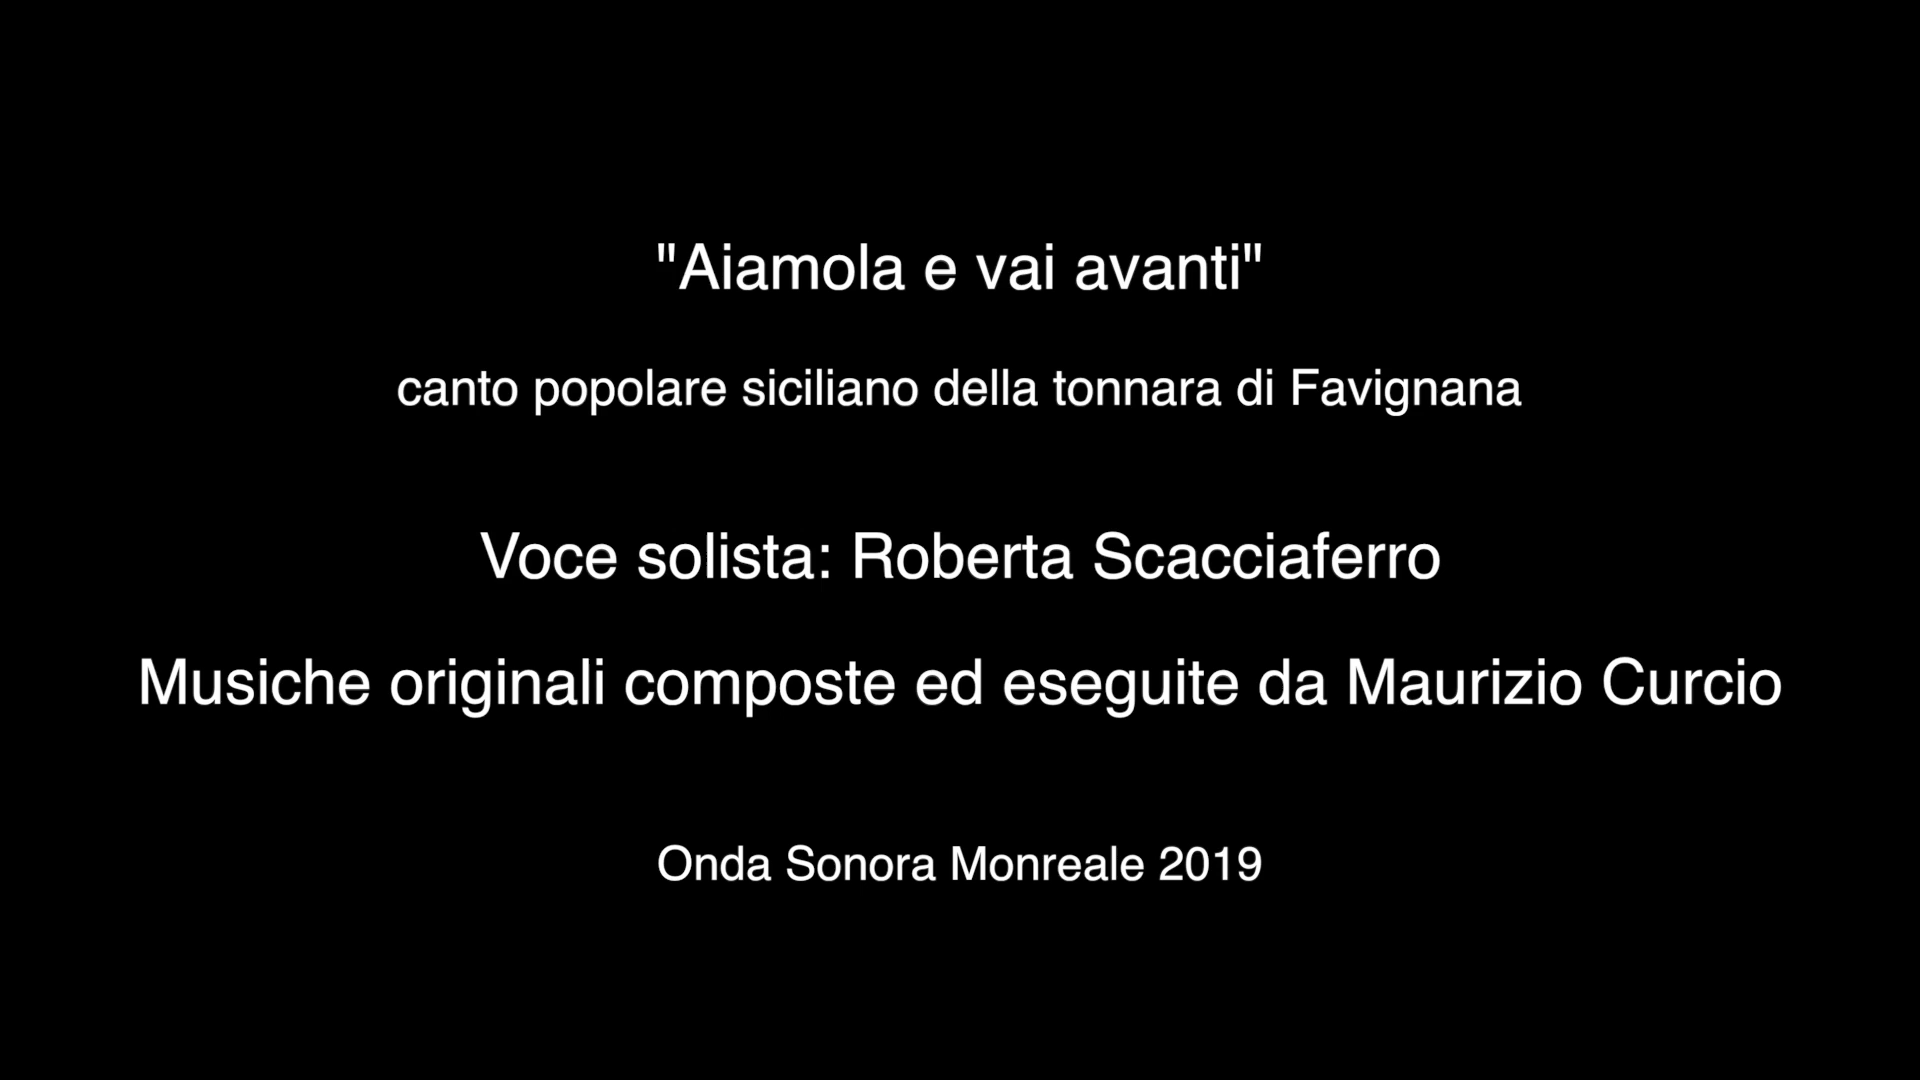 "Aiamola e vai avanti"
canto popolare siciliano della tonnara di Favignana
Voce solista: Roberta Scacciaferro
Musiche originali composte ed eseguite da Maurizio Curcio
Onda Sonora Monreale 2019